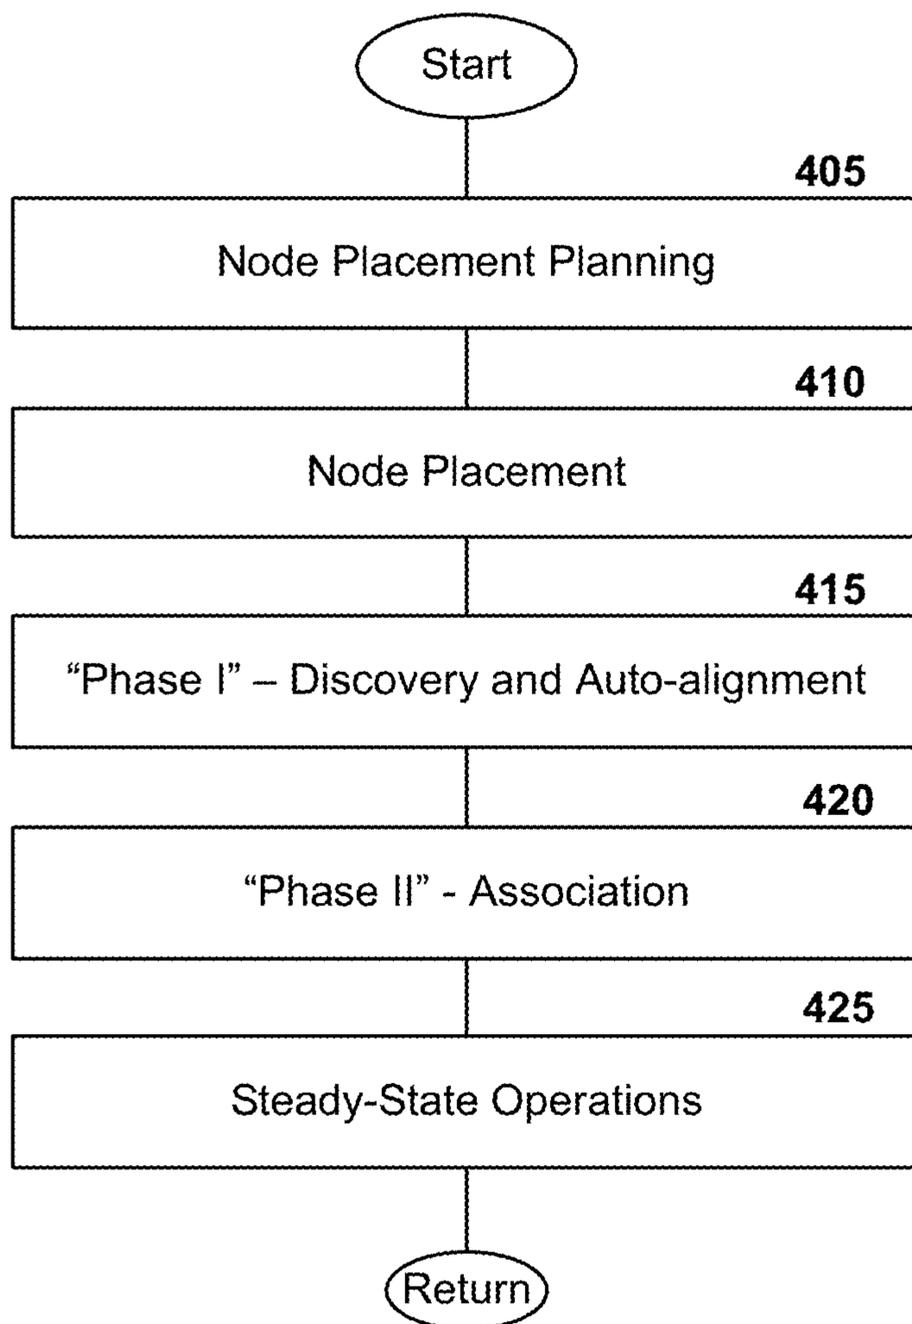 Start
405
Node Placement Planning
410
Node Placement
415
“Phase I” – Discovery and Auto-alignment
420
“Phase II” - Association
425
Steady-State Operations
Return